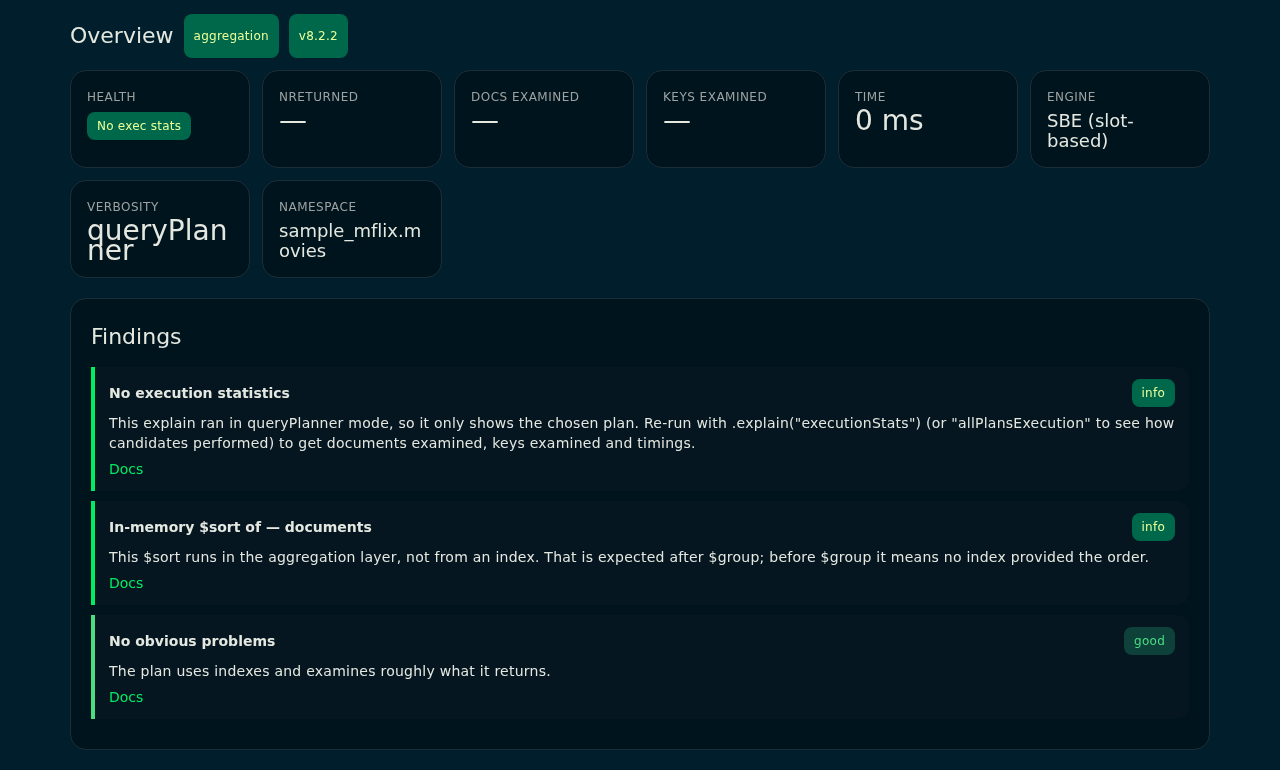 Overview aggregation v8.2.2
HEALTH
No exec stats
NRETURNED
—
DOCS EXAMINED
—
KEYS EXAMINED
—
TIME
0 ms
ENGINE
SBE (slot-
based)
VERBOSITY
queryPlan
ner
NAMESPACE
sample_mflix.m
ovies
Findings
No execution statistics info
This explain ran in queryPlanner mode, so it only shows the chosen plan. Re-run with .explain("executionStats") (or "allPlansExecution" to see how
candidates performed) to get documents examined, keys examined and timings.
Docs
In-memory $sort of — documents info
This $sort runs in the aggregation layer, not from an index. That is expected after $group; before $group it means no index provided the order.
Docs
No obvious problems good
The plan uses indexes and examines roughly what it returns.
Docs